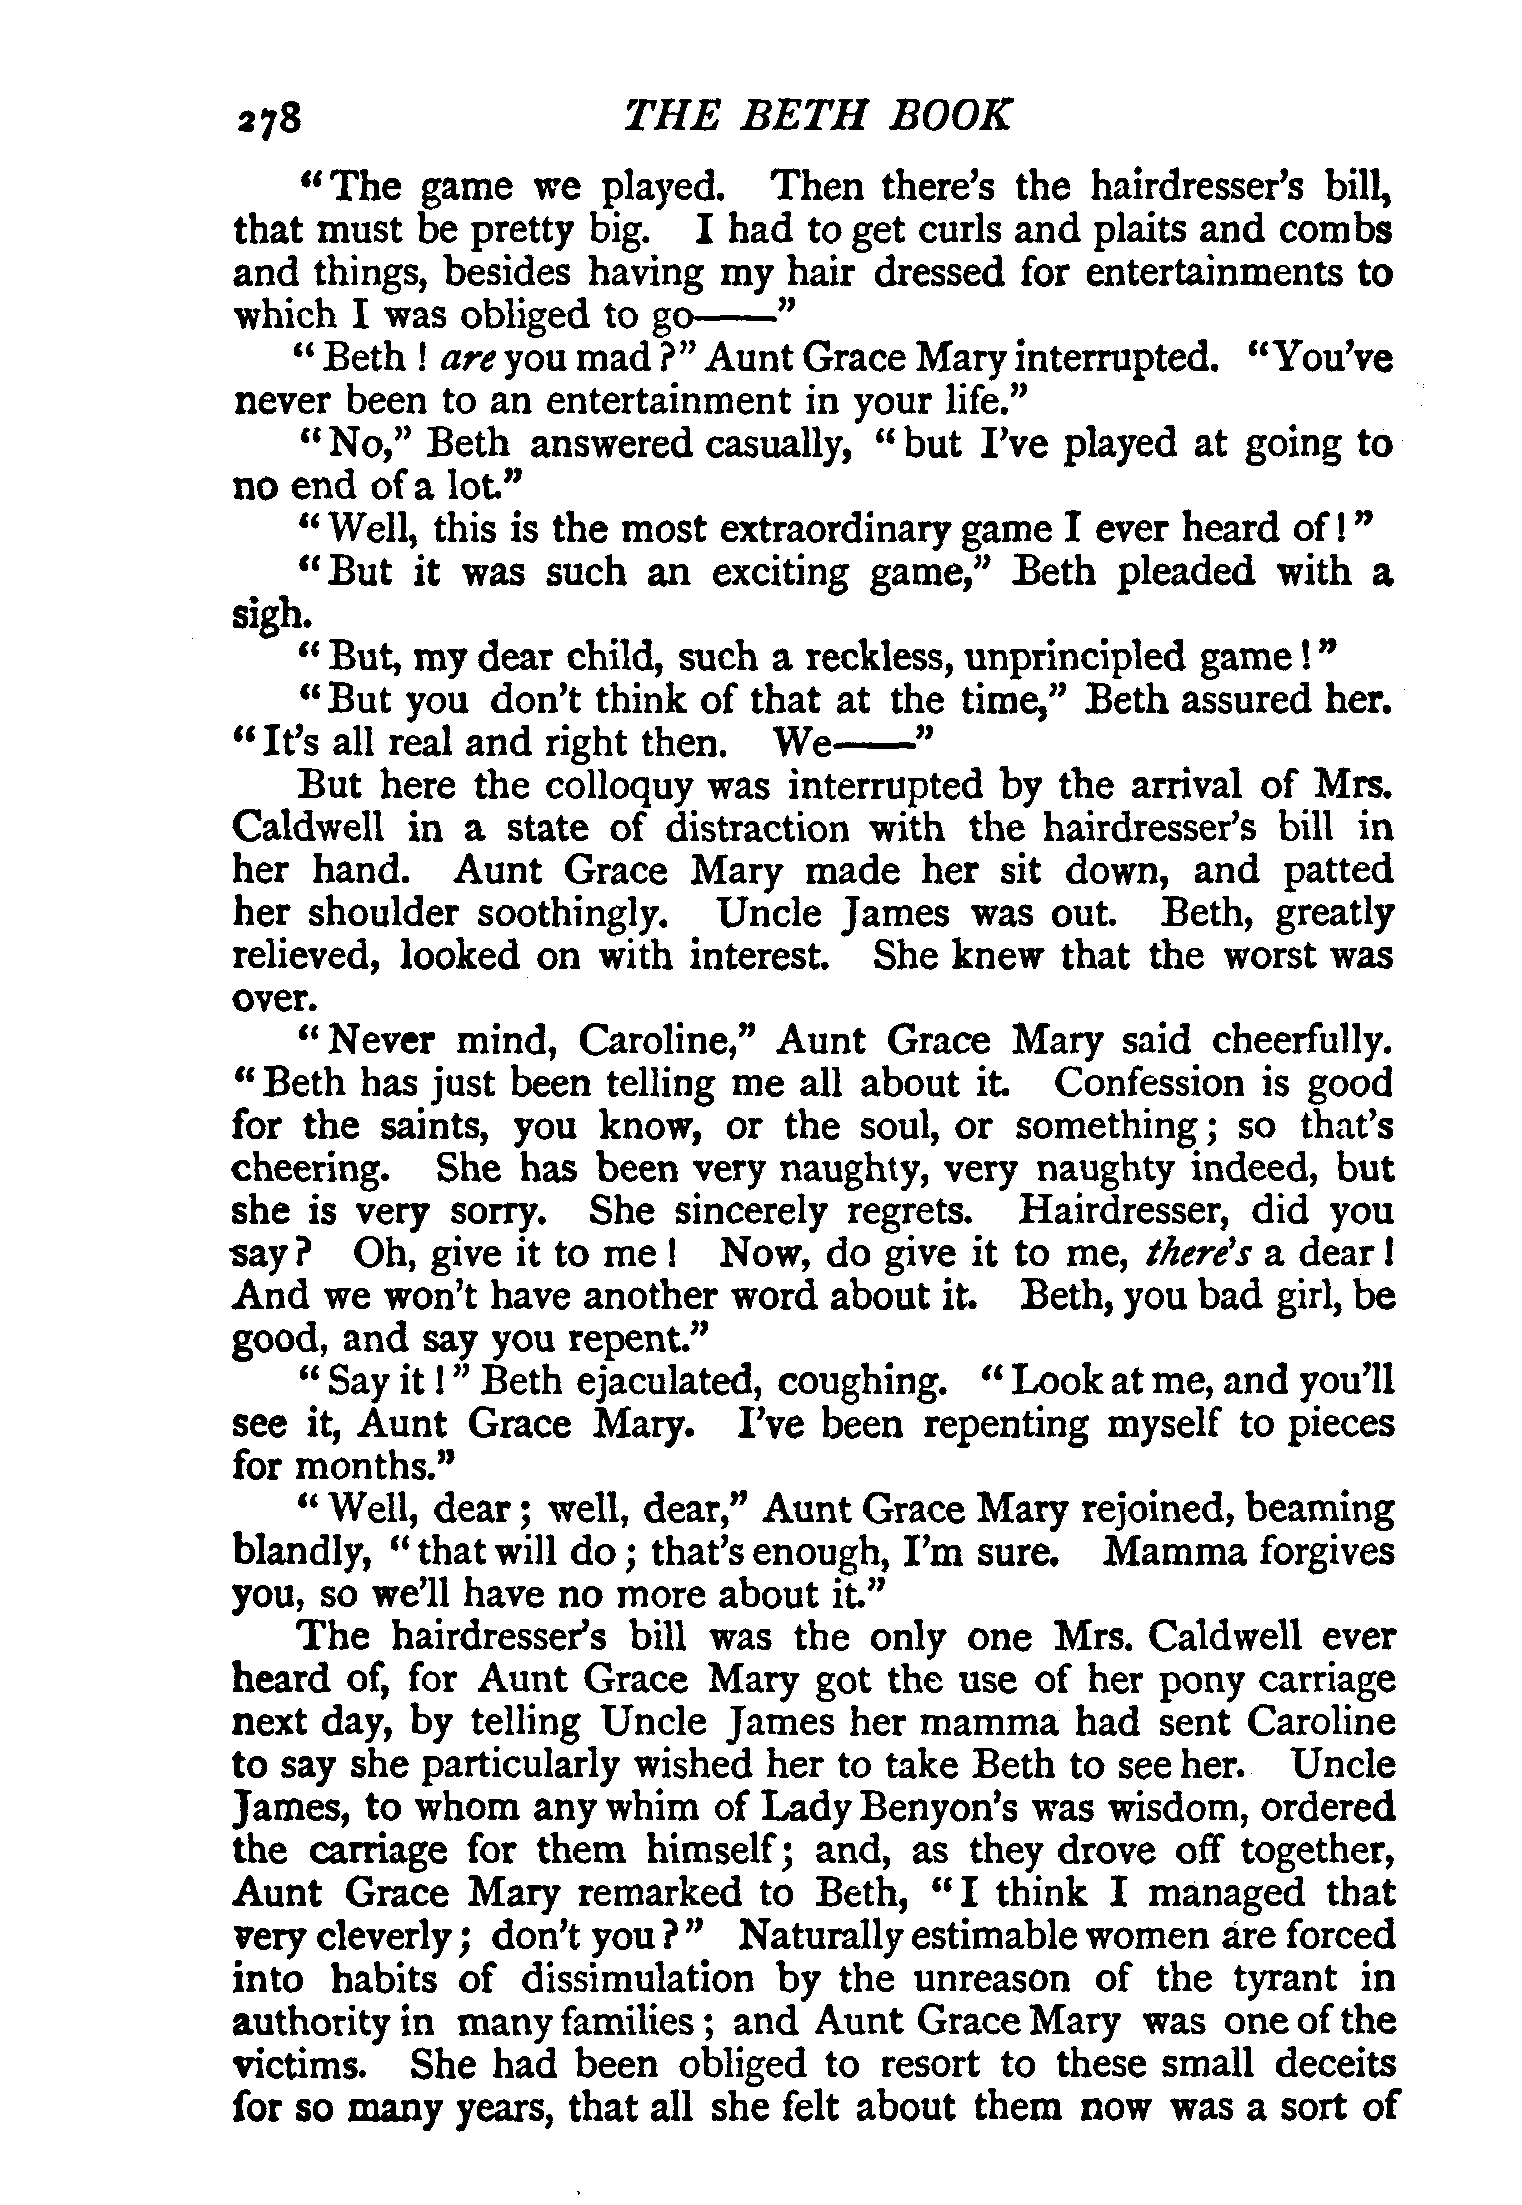 278 THE BETH BOOK
“The game we played. Then there's the hairdresser's bill,
that must be pretty big. I had to get curls and plaits and combs
and things, besides having my hair dressed for entertainments to
which I was obliged to go——”
“Beth! are you mad?” Aunt Grace Mary interrupted. “You've
never been to an entertainment in your life.”
“No,” Beth answered casually, “but I've played at going to
no end of a lot.”
“Well, this is the most extraordinary game I ever heard of!”
“But it was such an exciting game,” Beth pleaded with a
sigh.
“But, my dear child, such a reckless, unprincipled game!”
“But you don't think of that at the time,” Beth assured her.
“It's all real and right then. We——”
But here the colloquy was interrupted by the arrival of Mrs.
Caldwell in a state of distraction with the hairdresser's bill in
her hand. Aunt Grace Mary made her sit down, and patted
her shoulder soothingly. Uncle James was out. Beth, greatly
relieved, looked on with interest. She knew that the worst was
over.
“Never mind, Caroline,” Aunt Grace Mary said cheerfully.
“Beth has just been telling me all about it. Confession is good
for the saints, you know, or the soul, or something; so that's
cheering. She has been very naughty, very naughty indeed, but
she is very sorry. She sincerely regrets. Hairdresser, did you
say? Oh, give it to me! Now, do give it to me, there's a dear!
And we won't have another word about it. Beth, you bad girl, be
good, and say you repent.”
“Say it!” Beth ejaculated, coughing. “Look at me, and you'll
see it, Aunt Grace Mary. I've been repenting myself to pieces
for months.”
“Well, dear; well, dear,” Aunt Grace Mary rejoined, beaming
blandly, “that will do; that's enough, I'm sure. Mamma forgives
you, so we'll have no more about it.”
The hairdresser's bill was the only one Mrs. Caldwell ever
heard of, for Aunt Grace Mary got the use of her pony carriage
next day, by telling Uncle James her mamma had sent Caroline
to say she particularly wished her to take Beth to see her. Uncle
James, to whom any whim of Lady Benyon's was wisdom, ordered
the carriage for them himself; and, as they drove off together,
Aunt Grace Mary remarked to Beth, “I think I managed that
very cleverly; don't you?” Naturally estimable women are forced
into habits of dissimulation by the unreason of the tyrant in
authority in many families; and Aunt Grace Mary was one of the
victims. She had been obliged to resort to these small deceits
for so many years, that all she felt about them now was a sort of